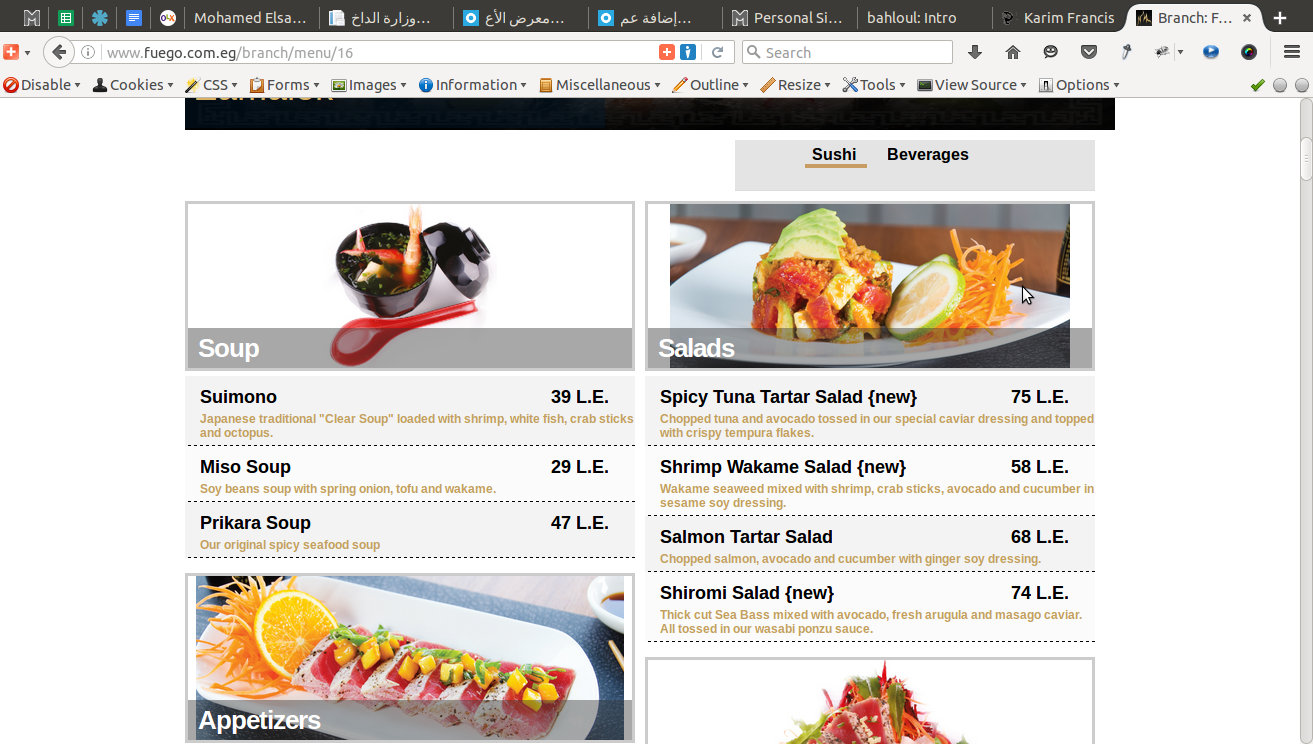 Mohamed Elsa...
وزارة الداخ...
معرض الأع...
إضافة عم...
Personal Si...
bahloul: Intro
Karim Francis
Branch: F...
www.fuego.com.eg/branch/menu/16
Search
Disable
Cookies
CSS
Forms
Images
Information
Miscellaneous
Outline
Resize
Tools
View Source
Options
Sushi
Beverages
Soup
Suimono 39 L.E.
Japanese traditional "Clear Soup" loaded with shrimp, white fish, crab sticks
and octopus.
Miso Soup 29 L.E.
Soy beans soup with spring onion, tofu and wakame.
Prikara Soup 47 L.E.
Our original spicy seafood soup
Appetizers
Salads
Spicy Tuna Tartar Salad {new} 75 L.E.
Chopped tuna and avocado tossed in our special caviar dressing and topped
with crispy tempura flakes.
Shrimp Wakame Salad {new} 58 L.E.
Wakame seaweed mixed with shrimp, crab sticks, avocado and cucumber in
sesame soy dressing.
Salmon Tartar Salad 68 L.E.
Chopped salmon, avocado and cucumber with ginger soy dressing.
Shiromi Salad {new} 74 L.E.
Thick cut Sea Bass mixed with avocado, fresh arugula and masago caviar.
All tossed in our wasabi ponzu sauce.